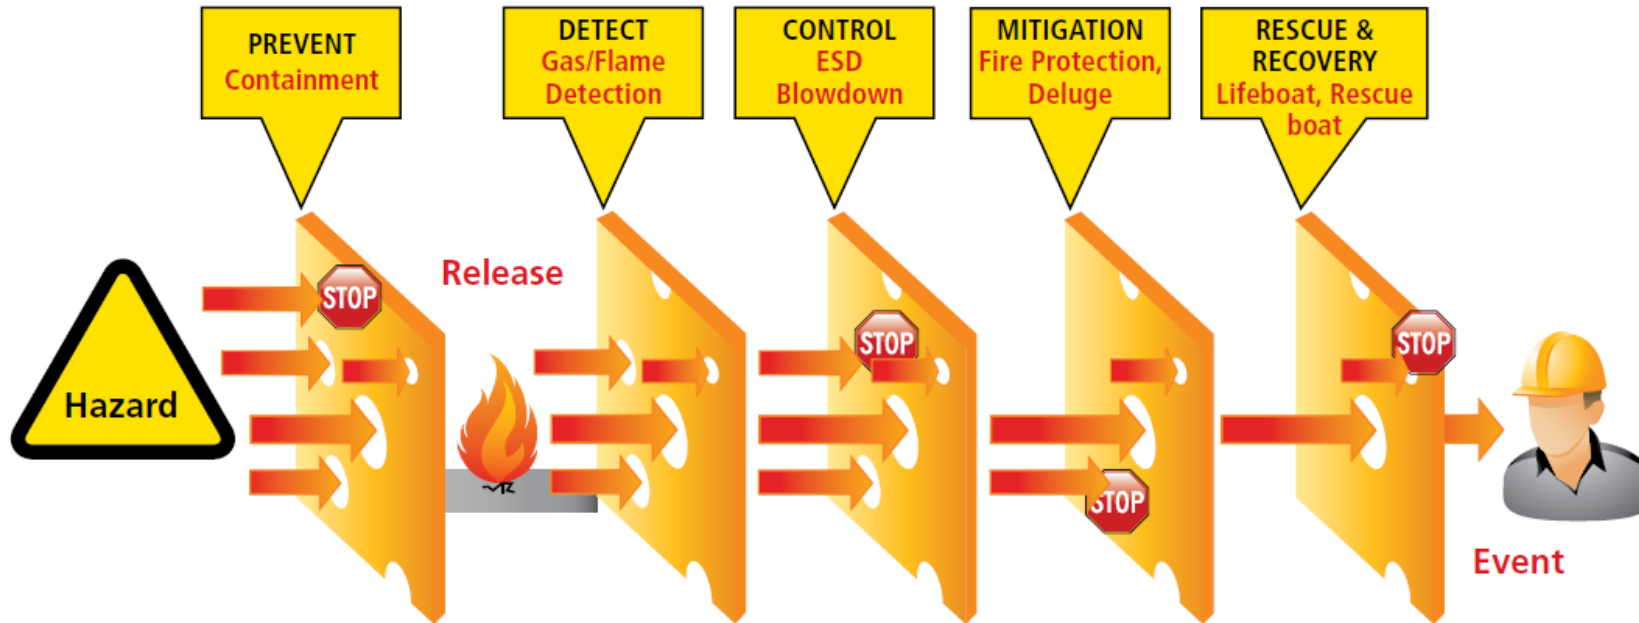 PREVENT
Containment
DETECT
Gas/Flame
Detection
CONTROL
ESD
Blowdown
MITIGATION
Fire Protection,
Deluge
RESCUE &
RECOVERY
Lifeboat, Rescue
boat
Hazard
STOP
Release
STOP
STOP
STOP
Event